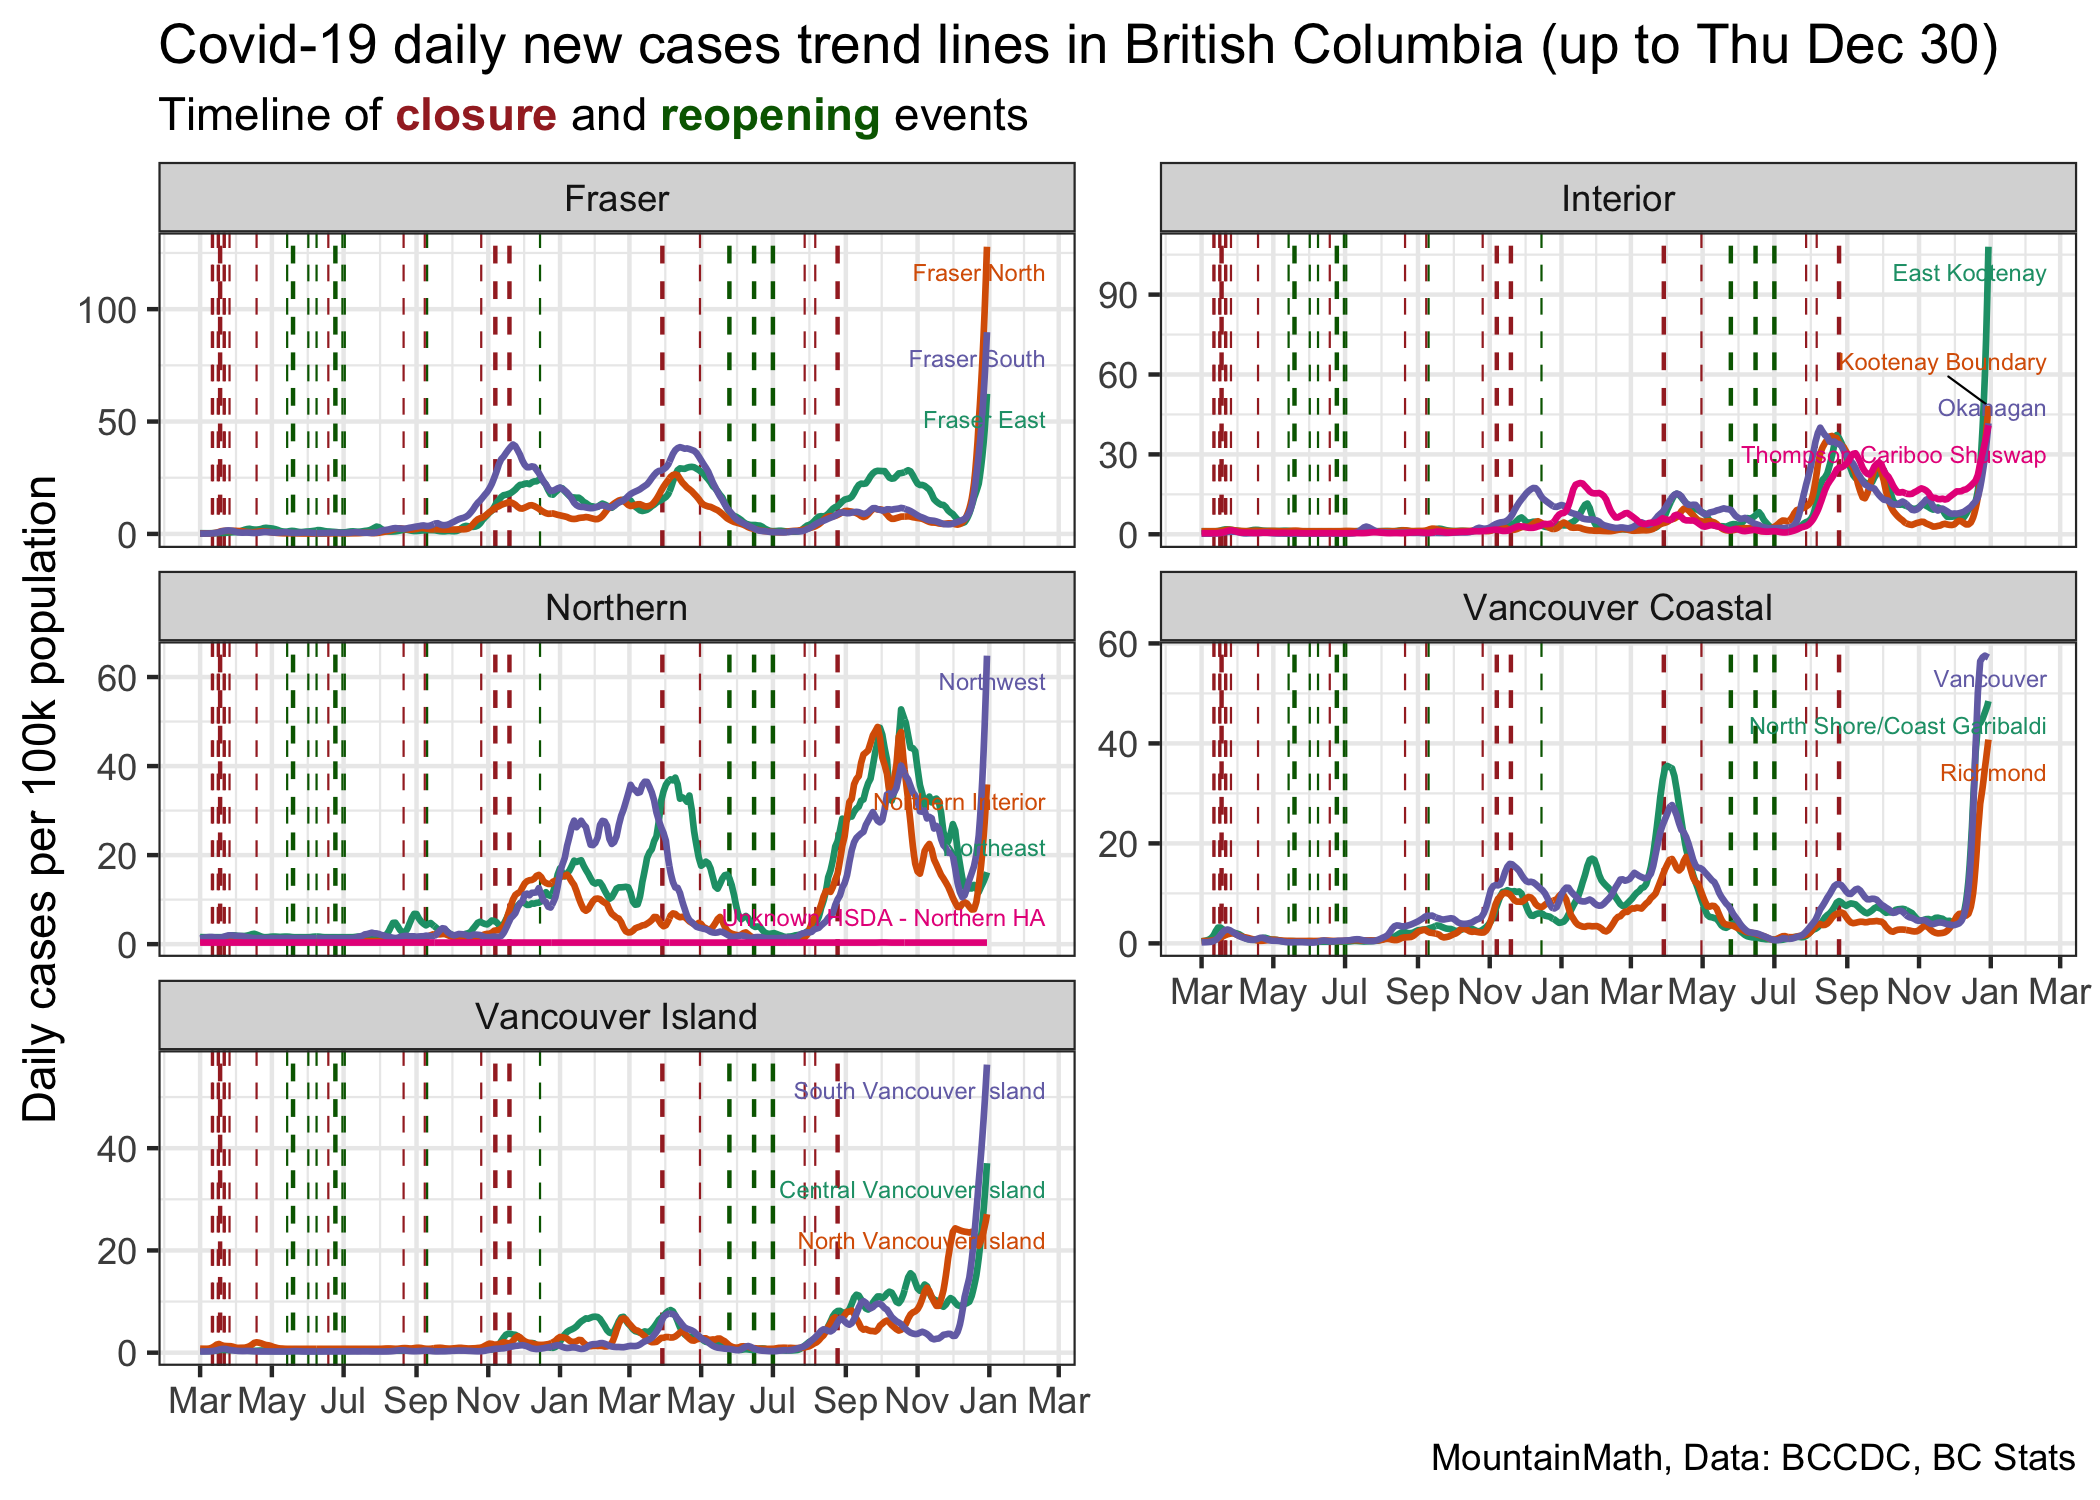 Covid-19 daily new cases trend lines in British Columbia (up to Thu Dec 30)
Timeline of closure and reopening events
Daily cases per 100k population
Fraser
100
50
0
Fraser North
Fraser South
Fraser East
Interior
90
60
30
0
East Kootenay
Kootenay Boundary
Okanagan
Thompson Cariboo Shuswap
Northern
60
40
20
0
Northwest
Northern Interior
Northeast
Unknown HSDA - Northern HA
Vancouver Coastal
60
40
20
0
Vancouver
North Shore/Coast Garibaldi
Richmond
Mar May Jul Sep Nov Jan Mar May Jul Sep Nov Jan Mar
Vancouver Island
40
20
0
South Vancouver Island
Central Vancouver Island
North Vancouver Island
Mar May Jul Sep Nov Jan Mar May Jul Sep Nov Jan Mar
MountainMath, Data: BCCDC, BC Stats